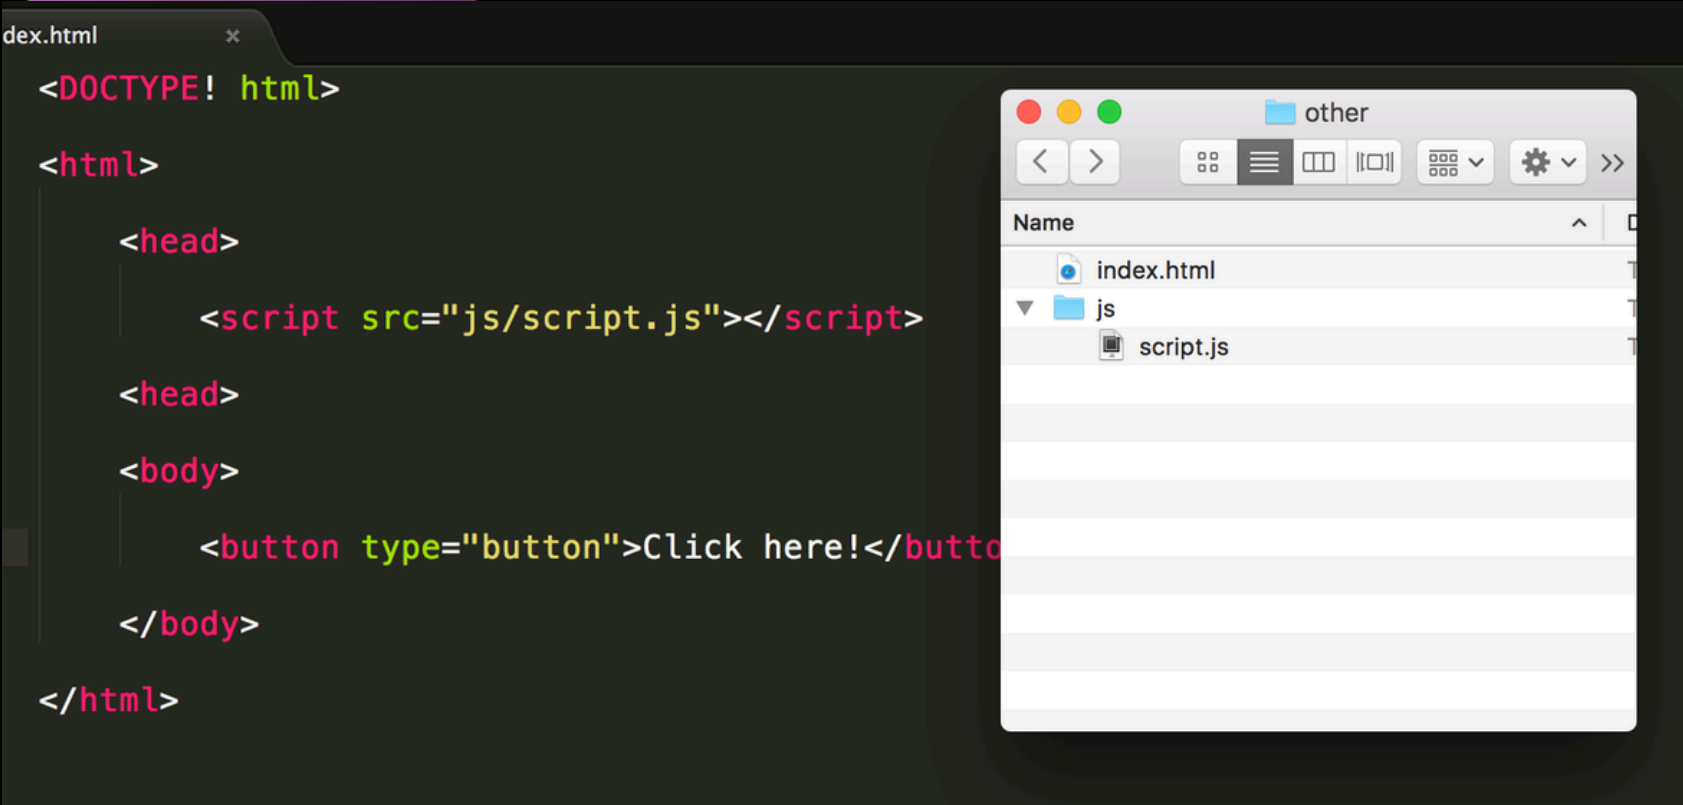 dex.html
<DOCTYPE! html>
<html>
<head>
<script src="js/script.js"></script>
<head>
<body>
<button type="button">Click here!</butto
</body>
</html>
other
Name
index.html
js
script.js